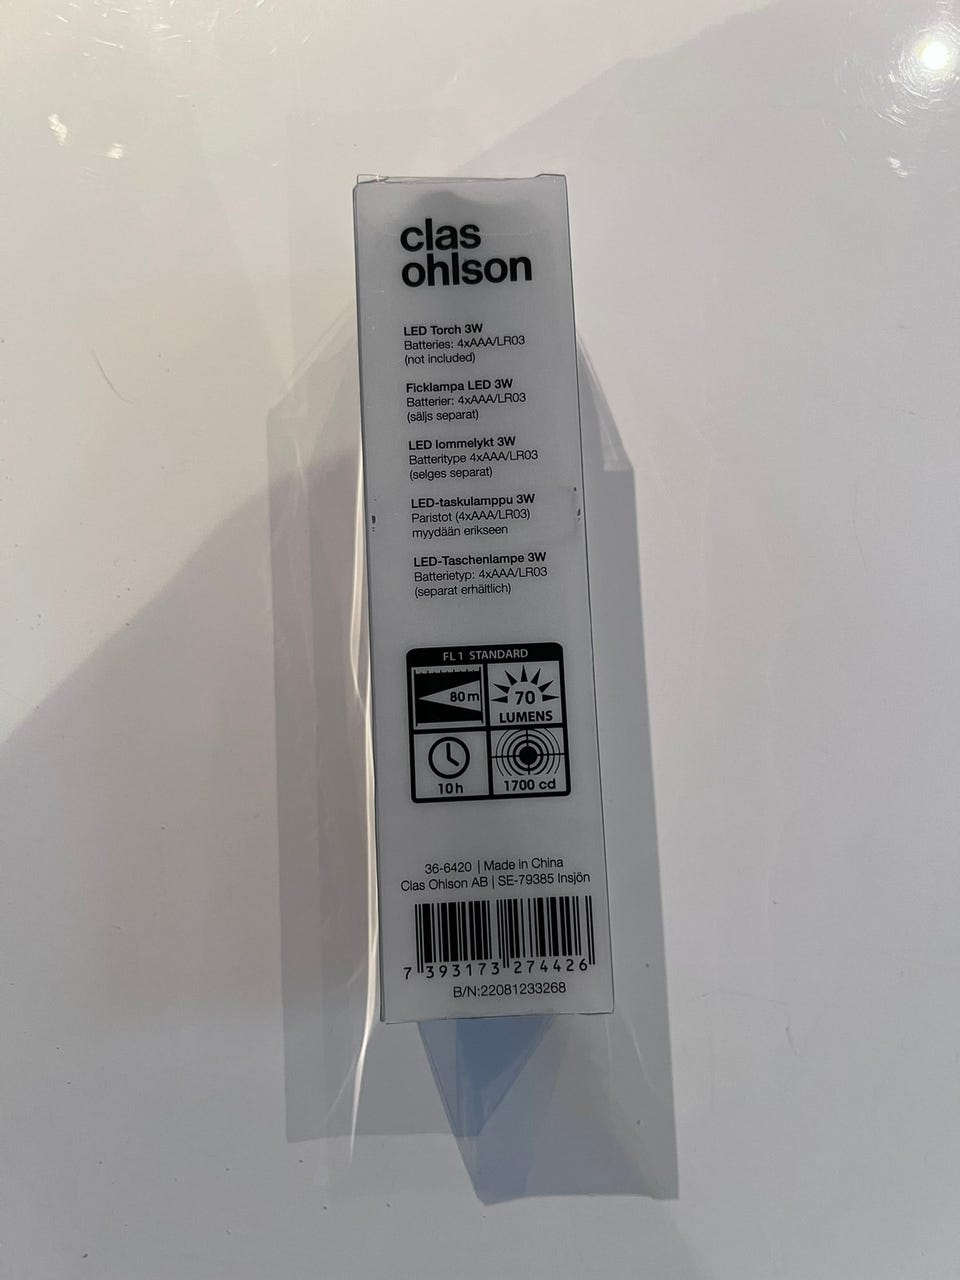 clas
ohlson
LED Torch 3W
Batteries: 4xAAA/LR03
(not included)
Ficklampa LED 3W
Batterier: 4xAAA/LR03
(säljs separat)
LED lommelykt 3W
Batteritype 4xAAA/LR03
(selges separat)
LED-taskulamppu 3W
Paristot (4xAAA/LR03)
myydään erikseen
LED-Taschenlampe 3W
Batterietyp: 4xAAA/LR03
(separat erhältlich)
FL1 STANDARD
80m
70
LUMENS
10h
1700 cd
36-6420 | Made in China
Clas Ohlson AB | SE-79385 Insjön
7 393173 274426
B/N:22081233268